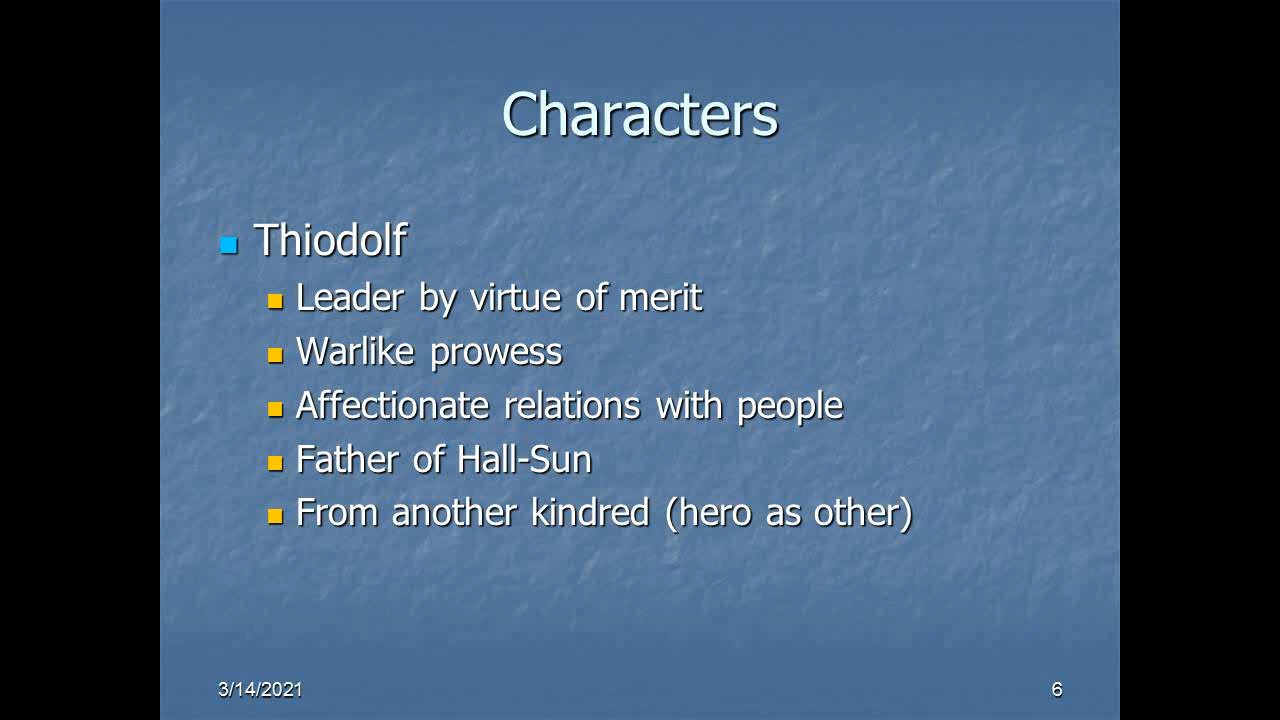 Characters
Thiodolf
Leader by virtue of merit
Warlike prowess
Affectionate relations with people
Father of Hall-Sun
From another kindred (hero as other)
3/14/2021
6